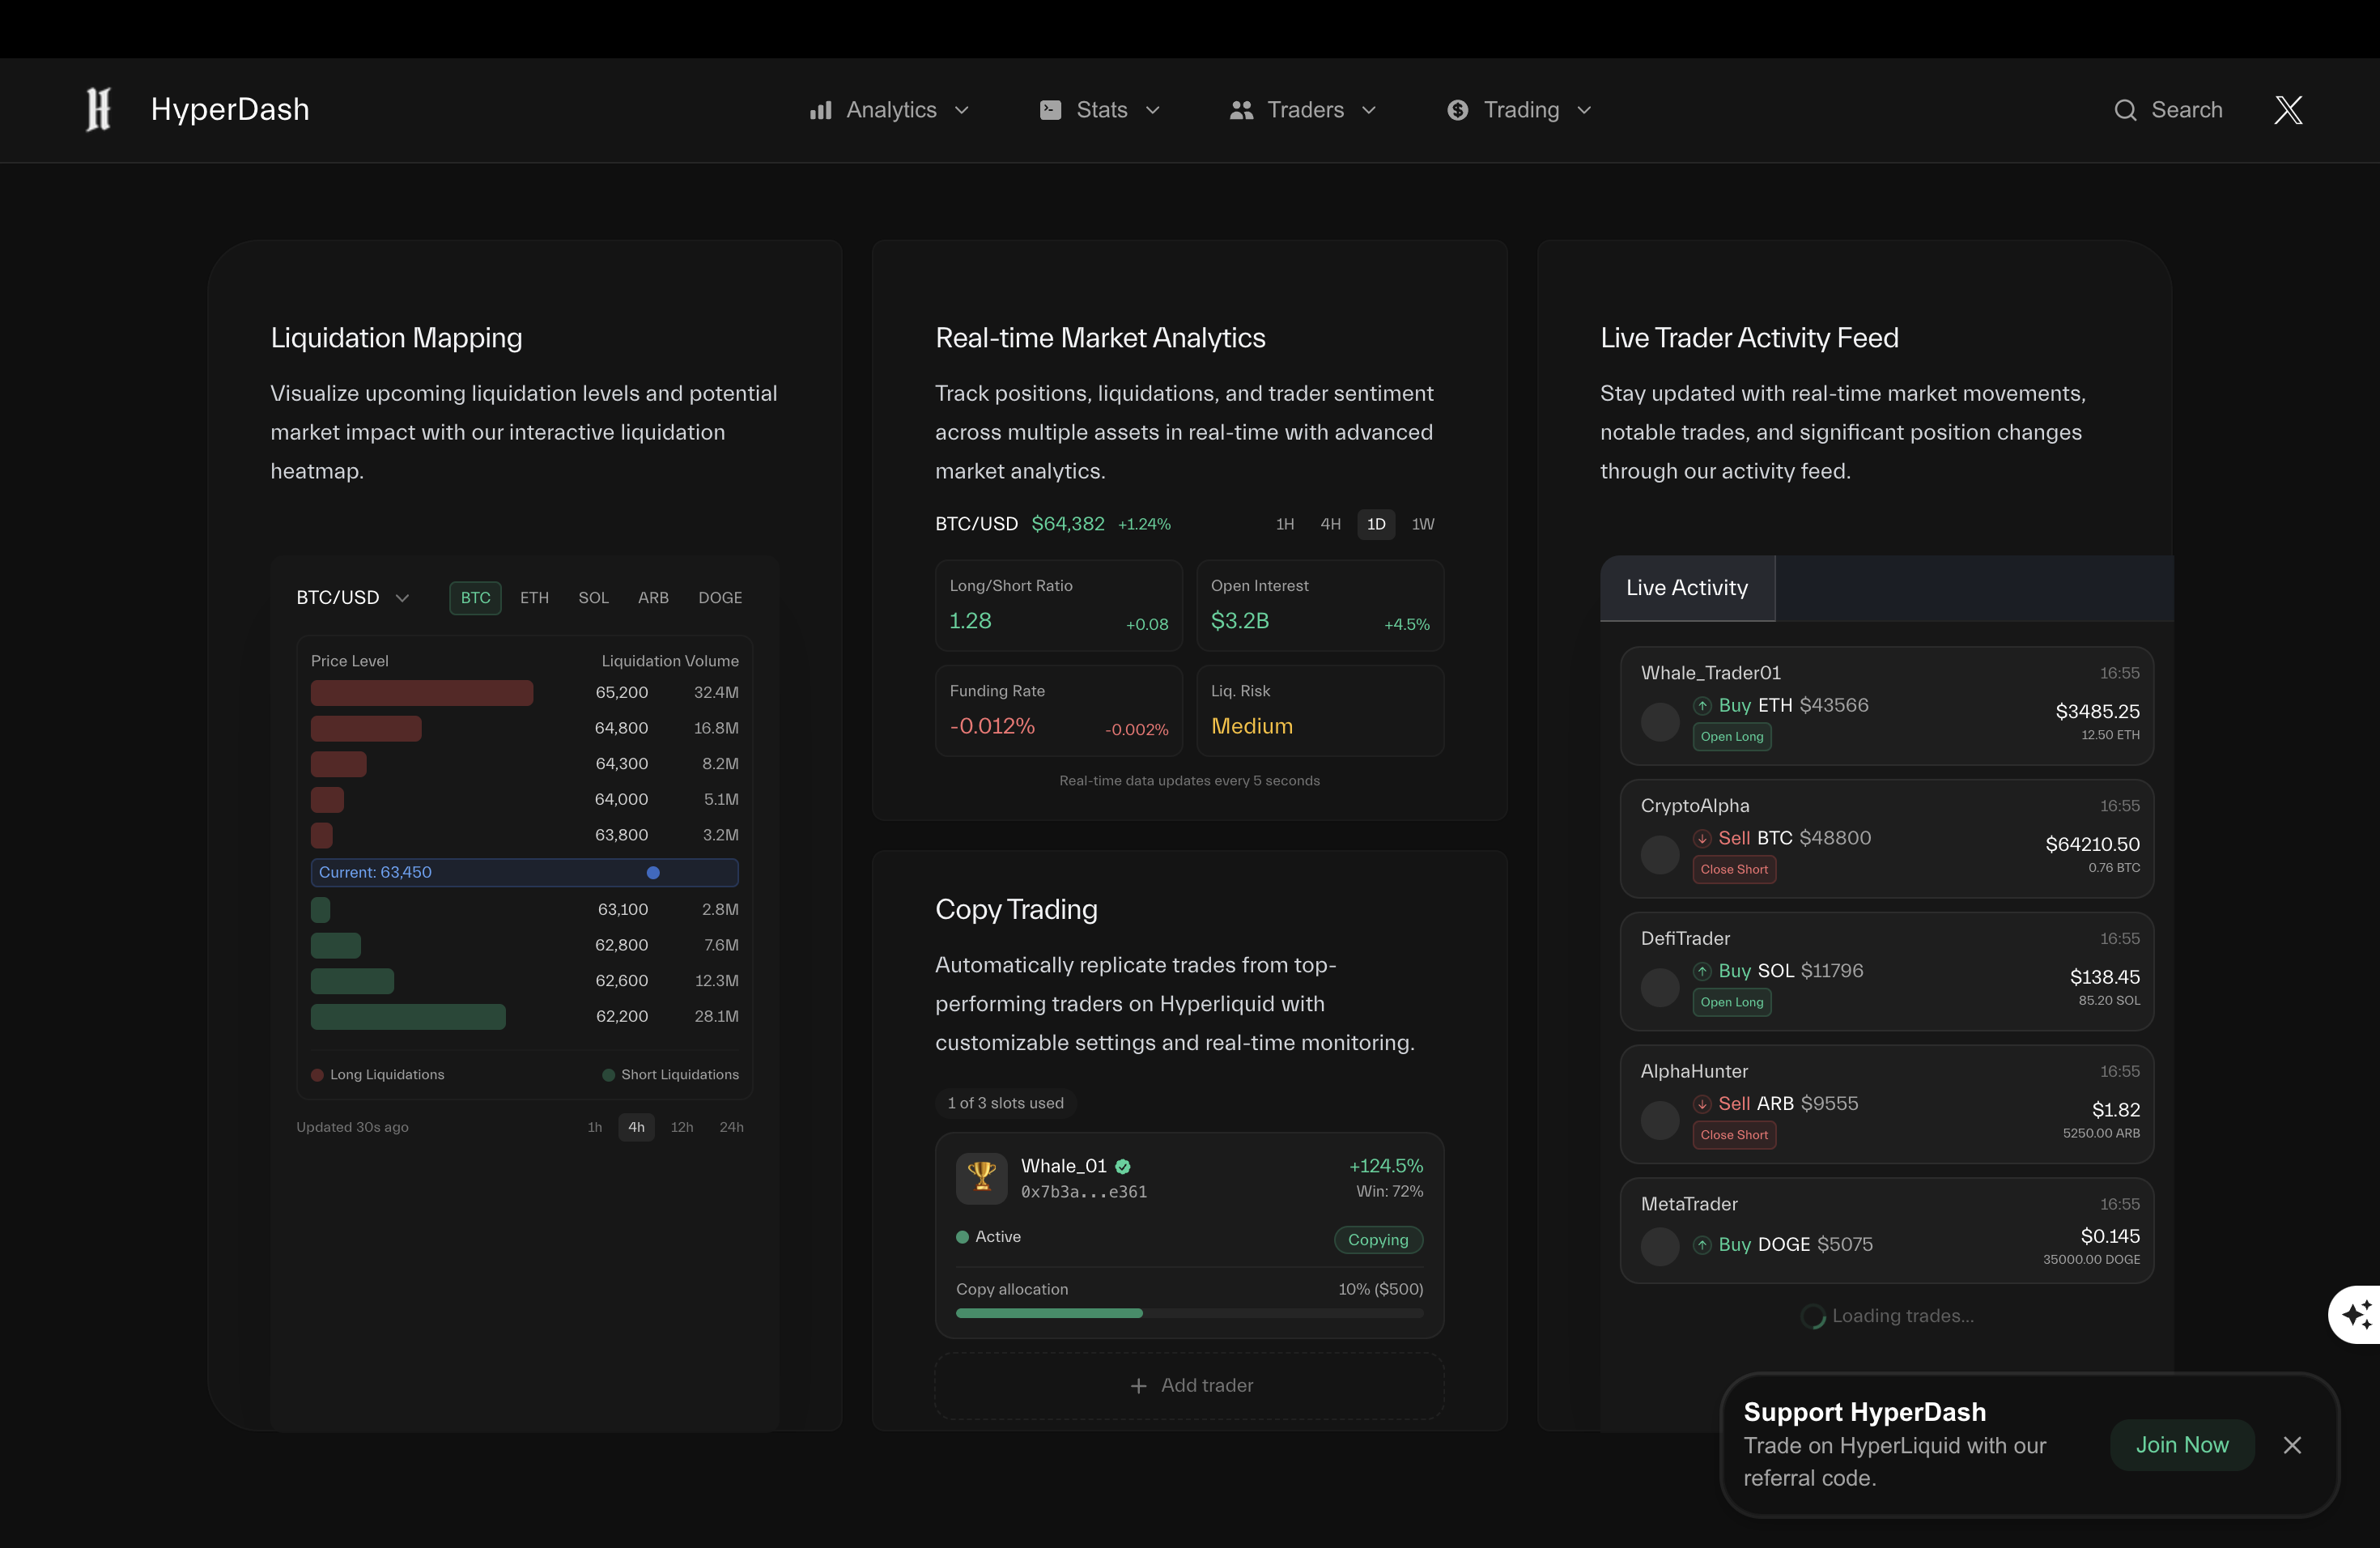 HyperDash
Analytics
Stats
Traders
Trading
Search
Liquidation Mapping
Visualize upcoming liquidation levels and potential
market impact with our interactive liquidation
heatmap.
BTC/USD BTC ETH SOL ARB DOGE
Price Level Liquidation Volume
65,200 32.4M
64,800 16.8M
64,300 8.2M
64,000 5.1M
63,800 3.2M
Current: 63,450
63,100 2.8M
62,800 7.6M
62,600 12.3M
62,200 28.1M
Long Liquidations Short Liquidations
Updated 30s ago 1h 4h 12h 24h
Real-time Market Analytics
Track positions, liquidations, and trader sentiment
across multiple assets in real-time with advanced
market analytics.
BTC/USD $64,382 +1.24% 1H 4H 1D 1W
Long/Short Ratio
1.28 +0.08
Open Interest
$3.2B +4.5%
Funding Rate
-0.012% -0.002%
Liq. Risk
Medium
Real-time data updates every 5 seconds
Copy Trading
Automatically replicate trades from top-
performing traders on Hyperliquid with
customizable settings and real-time monitoring.
1 of 3 slots used
Whale_01 +124.5%
0x7b3a...e361 Win: 72%
Active Copying
Copy allocation 10% ($500)
+ Add trader
Live Trader Activity Feed
Stay updated with real-time market movements,
notable trades, and significant position changes
through our activity feed.
Live Activity
Whale_Trader01 16:55
Buy ETH $43566 $3485.25
Open Long 12.50 ETH
CryptoAlpha 16:55
Sell BTC $48800 $64210.50
Close Short 0.76 BTC
DefiTrader 16:55
Buy SOL $11796 $138.45
Open Long 85.20 SOL
AlphaHunter 16:55
Sell ARB $9555 $1.82
Close Short 5250.00 ARB
MetaTrader 16:55
Buy DOGE $5075 $0.145
35000.00 DOGE
Loading trades...
Support HyperDash
Trade on HyperLiquid with our
referral code.
Join Now